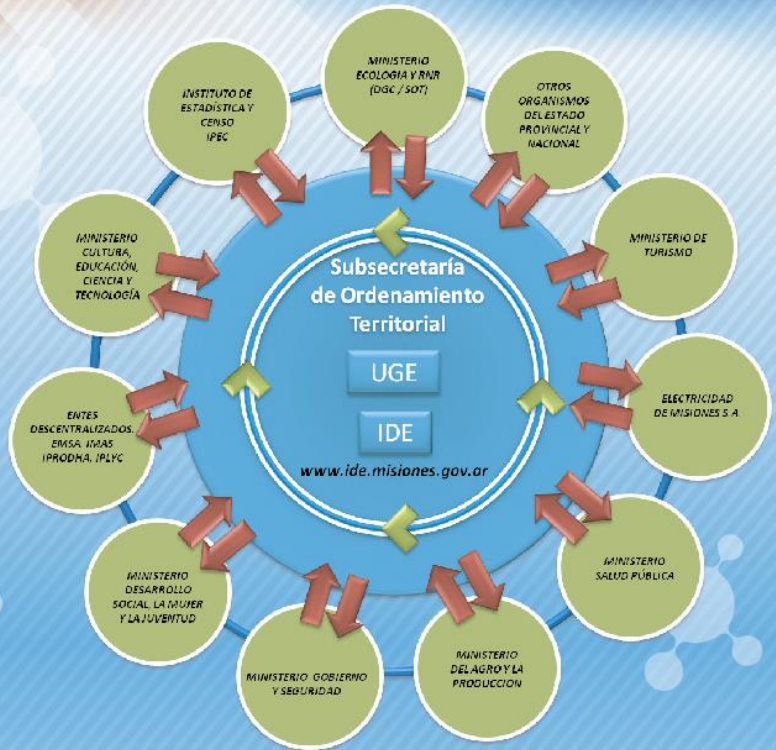 MINISTERIO
ECOLOGIA Y RNR
(DGC / SOT)
OTROS
ORGANISMOS
DEL ESTADO
PROVINCIAL Y
NACIONAL
MINISTERIO DE
TURISMO
ELECTRICIDAD
DE MISIONES S.A
MINISTERIO
SALUD PÚBLICA
MINISTERIO
DEL AGRO Y LA
PRODUCCION
MINISTERIO GOBIERNO
Y SEGURIDAD
MINISTERIO
DESARROLLO
SOCIAL, LA MUJER
Y LA JUVENTUD
ENTES
DESCENTRALIZADOS.
EMSA. IMAS
IPRODHA. IPLYC
MINISTERIO
CULTURA,
EDUCACIÓN,
CIENCIA Y
TECNOLOGÍA
INSTITUTO DE
ESTADÍSTICA Y
CENSO
IPEC
Subsecretaría
de Ordenamiento
Territorial
UGE
IDE
www.ide.misiones.gov.ar